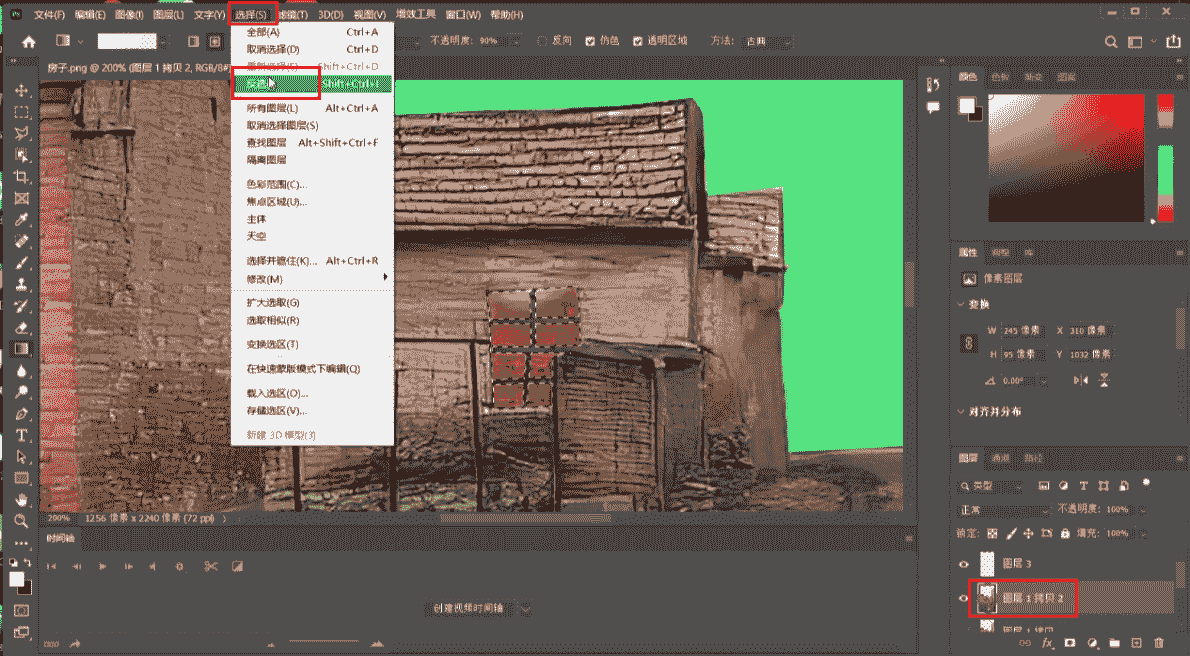 文件(F) 编辑(E) 图像(I) 图层(L) 文字(Y) 选择(S) 滤镜(T) 3D(D) 视图(V) 增效工具 窗口(W) 帮助(H)
不透明度: 90% 反向 仿色 透明区域 方法: 古典
房子.png @ 200% (图层 1 拷贝 2, RGB/8#)
全部(A) Ctrl+A
取消选择(D) Ctrl+D
重新选择(E) Shift+Ctrl+D
Shift+Ctrl+I
所有图层(L) Alt+Ctrl+A
取消选择图层(S)
查找图层 Alt+Shift+Ctrl+F
隔离图层
色彩范围(C)...
焦点区域(U)...
主体
天空
选择并遮住(K)... Alt+Ctrl+R
修改(M)
扩大选取(G)
选取相似(R)
变换选区(T)
在快速蒙版模式下编辑(Q)
载入选区(O)...
存储选区(V)...
新建 3D 模型(3)
200% 1256 像素 x 2240 像素 (72 ppi)
时间轴
创建视频时间轴
颜色 色板 渐变 图案
属性 调整 库
像素图层
变换
W 245 像素 X 310 像素
H 95 像素 Y 1032 像素
0.00°
对齐并分布
图层 通道 路径
类型
正常 不透明度: 100%
锁定: 填充: 100%
图层 3
图层 1 拷贝 2
图层 1 拷贝